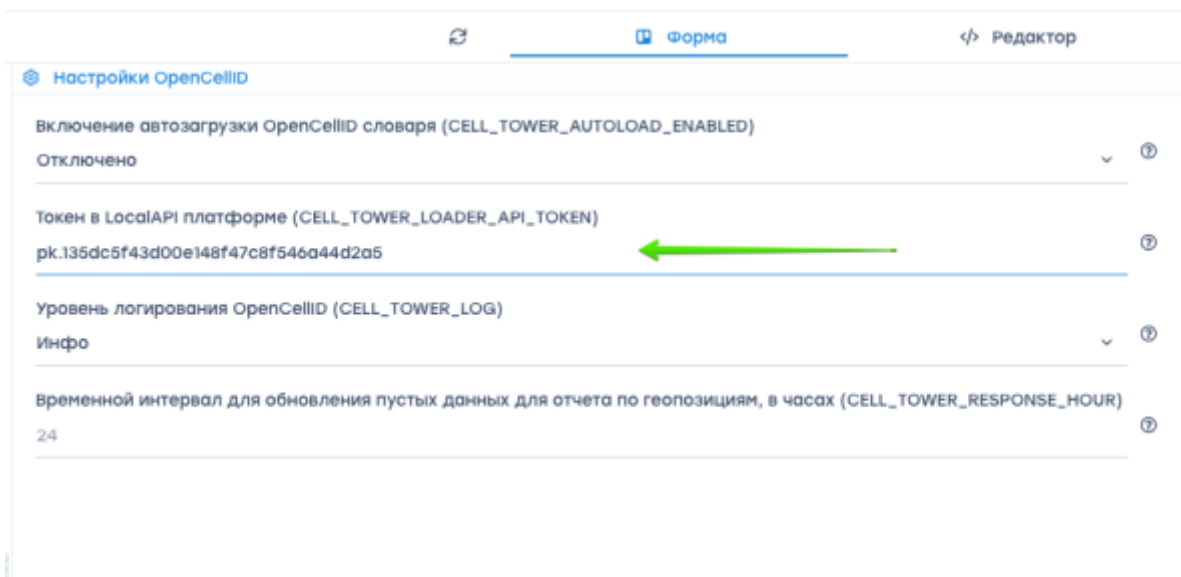 Форма
</> Редактор
Настройки OpenCellID
Включение автозагрузки OpenCellID словаря (CELL_TOWER_AUTOLOAD_ENABLED)
Отключено
Токен в LocalAPI платформе (CELL_TOWER_LOADER_API_TOKEN)
pk.135dc5f43d00e148f47c8f546a44d2a5
Уровень логирования OpenCellID (CELL_TOWER_LOG)
Инфо
Временной интервал для обновления пустых данных для отчета по геопозициям, в часах (CELL_TOWER_RESPONSE_HOUR)
24